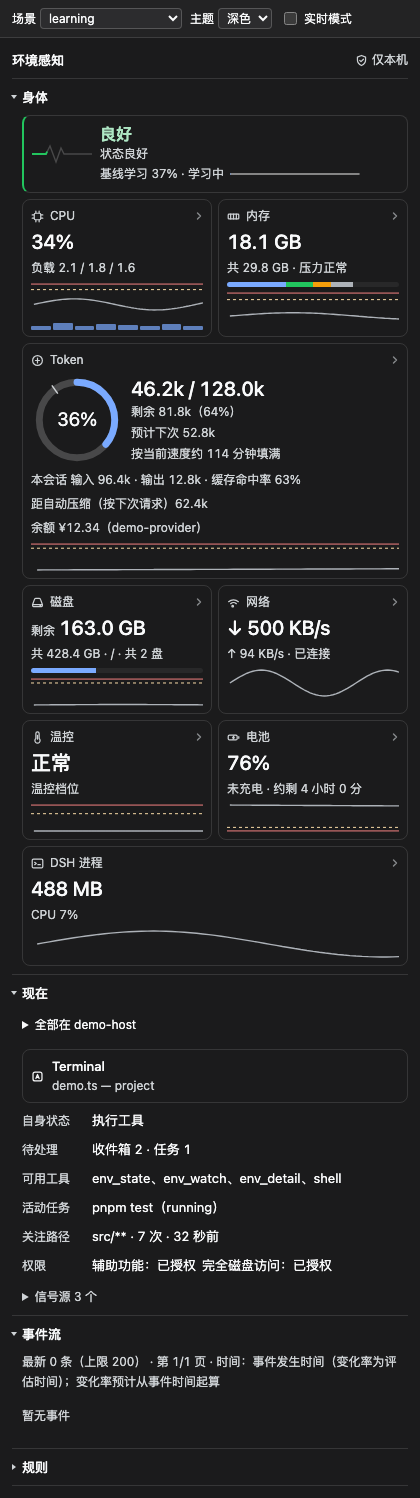 场景 learning 主题 深色 实时模式
环境感知 仅本机
身体
良好
状态良好
基线学习 37% · 学习中
CPU
34%
负载 2.1 / 1.8 / 1.6
内存
18.1 GB
共 29.8 GB · 压力正常
Token
36%
46.2k / 128.0k
剩余 81.8k（64%）
预计下次 52.8k
按当前速度约 114 分钟填满
本会话 输入 96.4k · 输出 12.8k · 缓存命中率 63%
距自动压缩（按下次请求）62.4k
余额 ¥12.34（demo-provider）
磁盘
剩余 163.0 GB
共 428.4 GB · / · 共 2 盘
网络
↓ 500 KB/s
↑ 94 KB/s · 已连接
温控
正常
温控档位
电池
76%
未充电 · 约剩 4 小时 0 分
DSH 进程
488 MB
CPU 7%
现在
全部在 demo-host
Terminal
demo.ts — project
自身状态 执行工具
待处理 收件箱 2 · 任务 1
可用工具 env_state、env_watch、env_detail、shell
活动任务 pnpm test（running）
关注路径 src/** · 7 次 · 32 秒前
权限 辅助功能：已授权 完全磁盘访问：已授权
信号源 3 个
事件流
最新 0 条（上限 200） · 第 1/1 页 · 时间：事件发生时间（变化率为评
估时间）；变化率预计从事件时间起算
暂无事件
规则